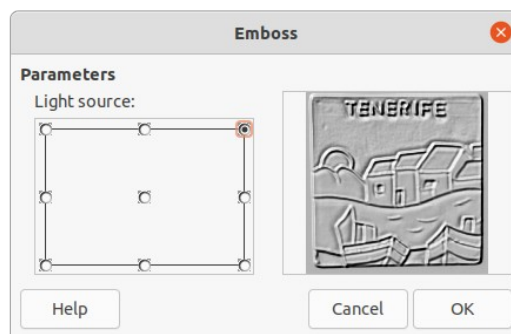 Emboss
Parameters
Light source:
TENERIFE
Help
Cancel
OK